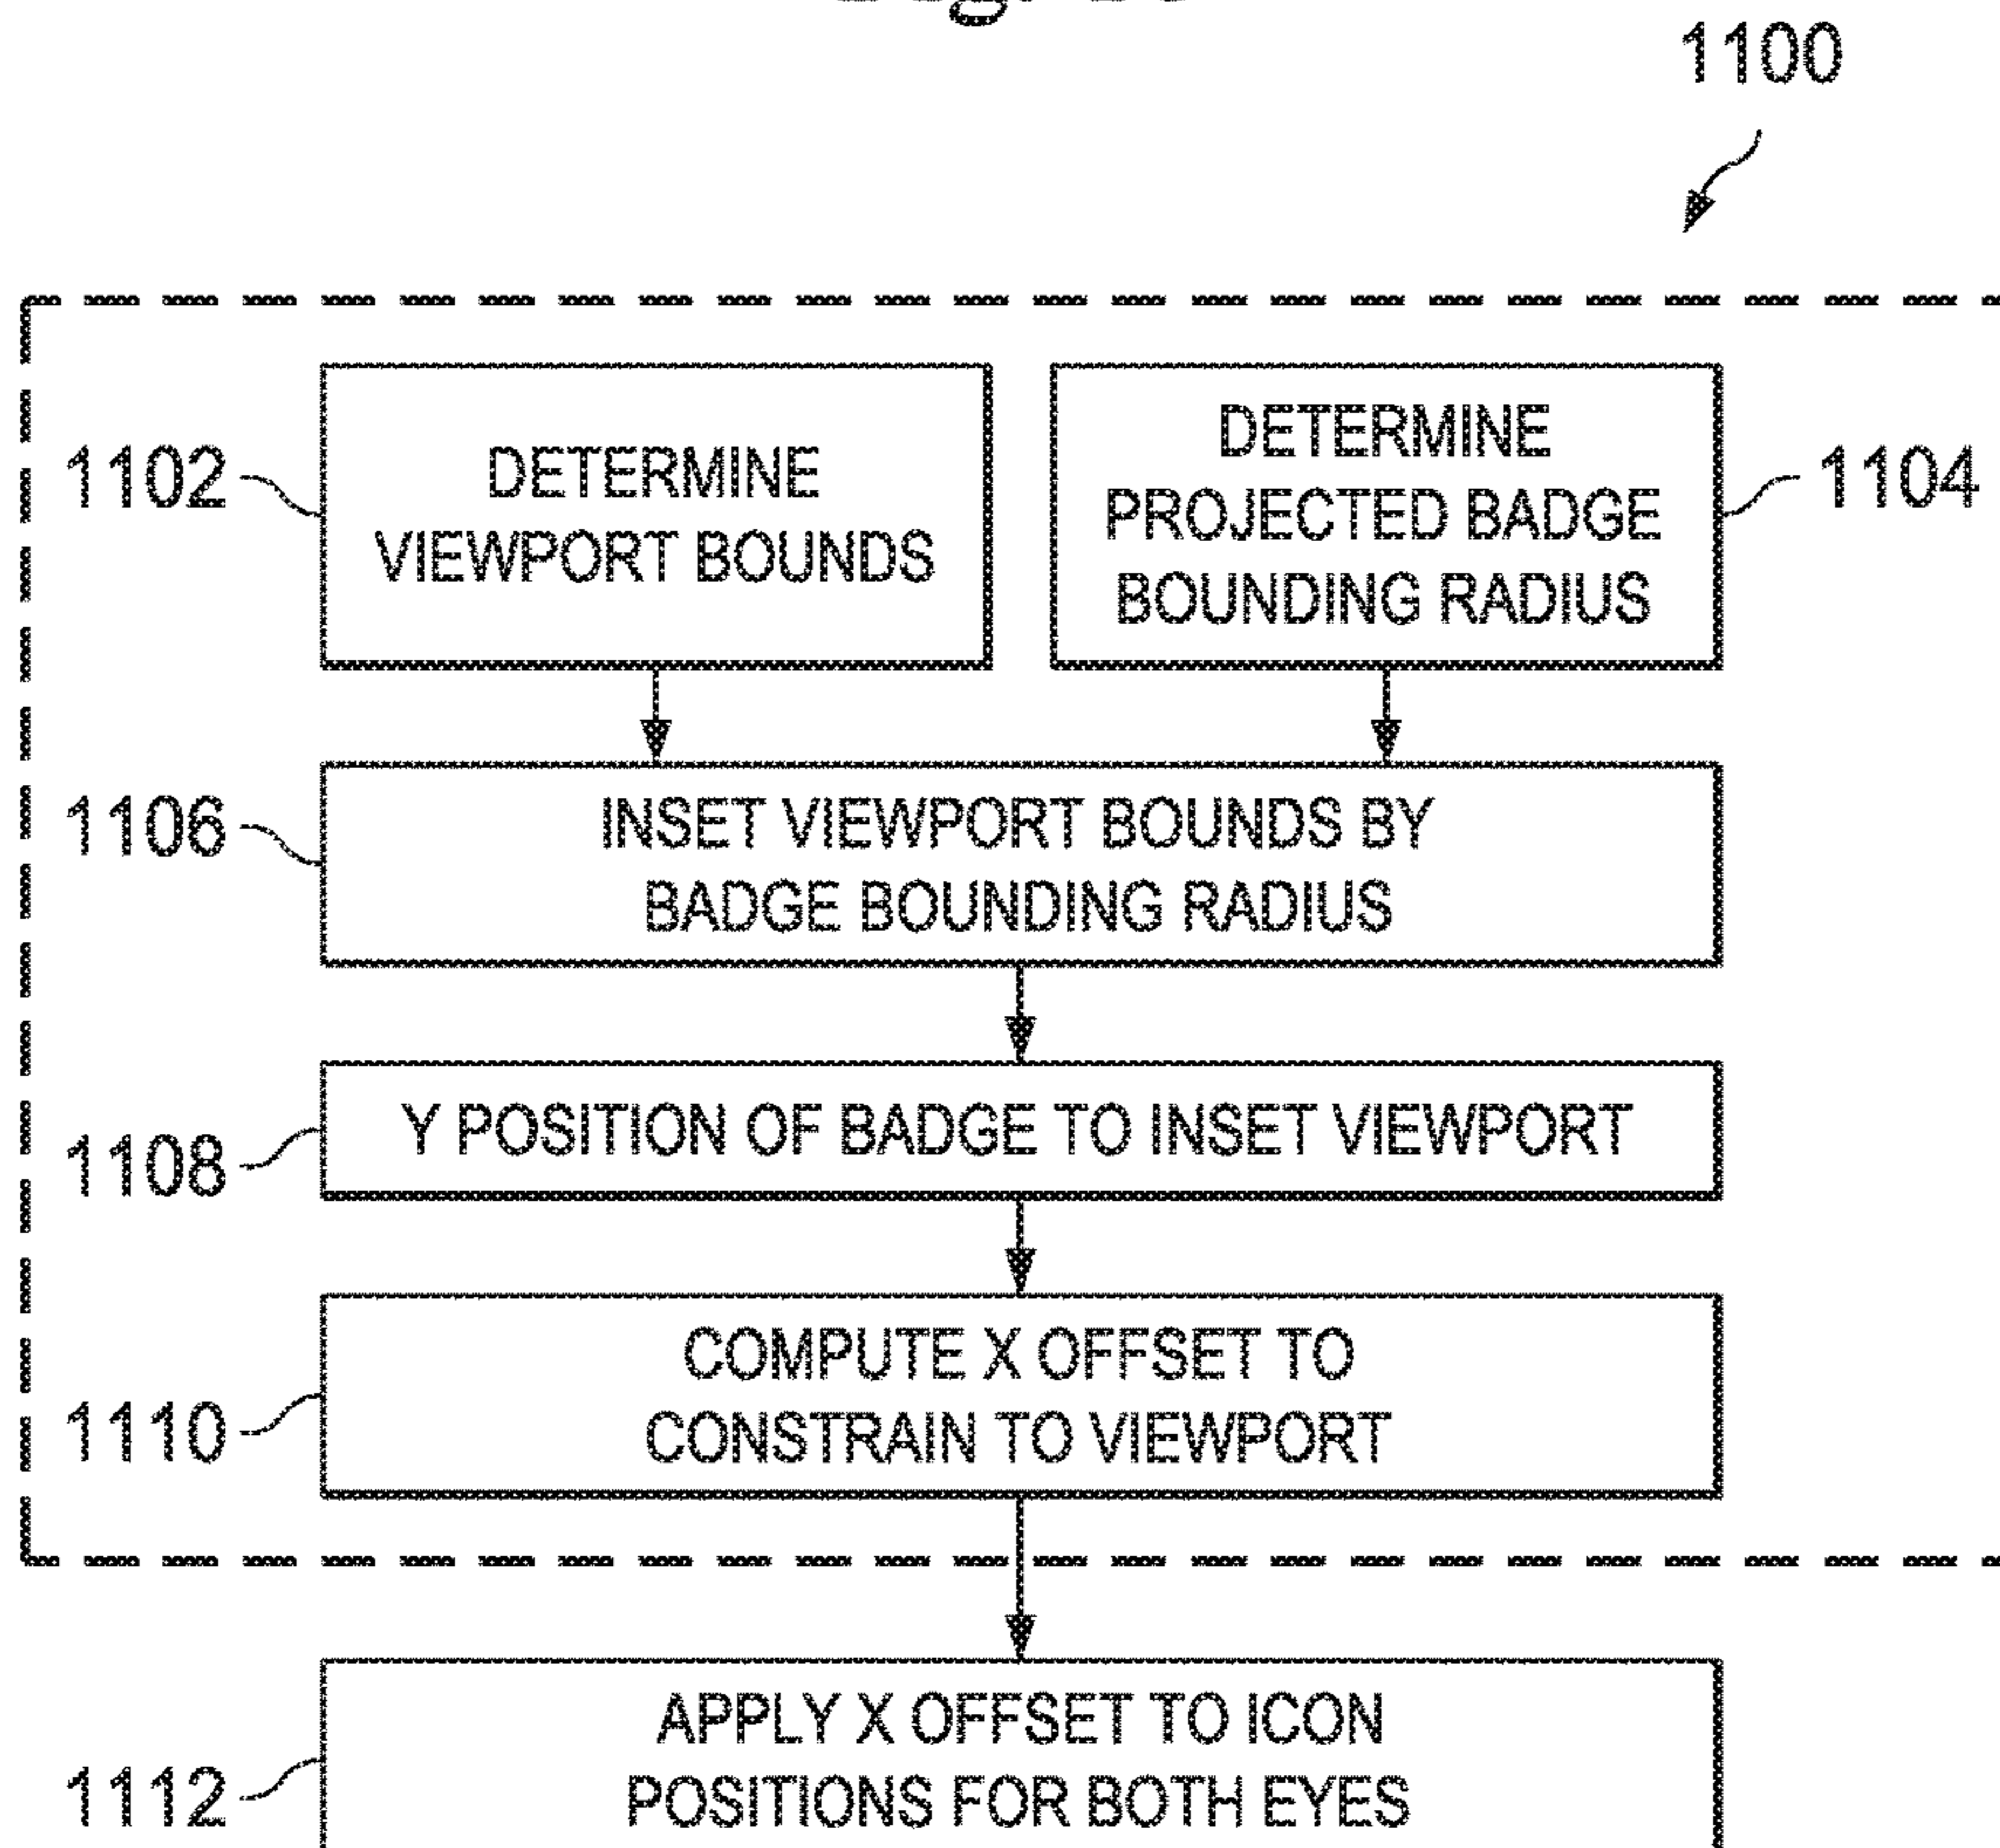 1100
1102
DETERMINE
VIEWPORT BOUNDS
DETERMINE
PROJECTED BADGE
BOUNDING RADIUS
1104
1106
INSET VIEWPORT BOUNDS BY
BADGE BOUNDING RADIUS
1108
Y POSITION OF BADGE TO INSET VIEWPORT
1110
COMPUTE X OFFSET TO
CONSTRAIN TO VIEWPORT
1112
APPLY X OFFSET TO ICON
POSITIONS FOR BOTH EYES